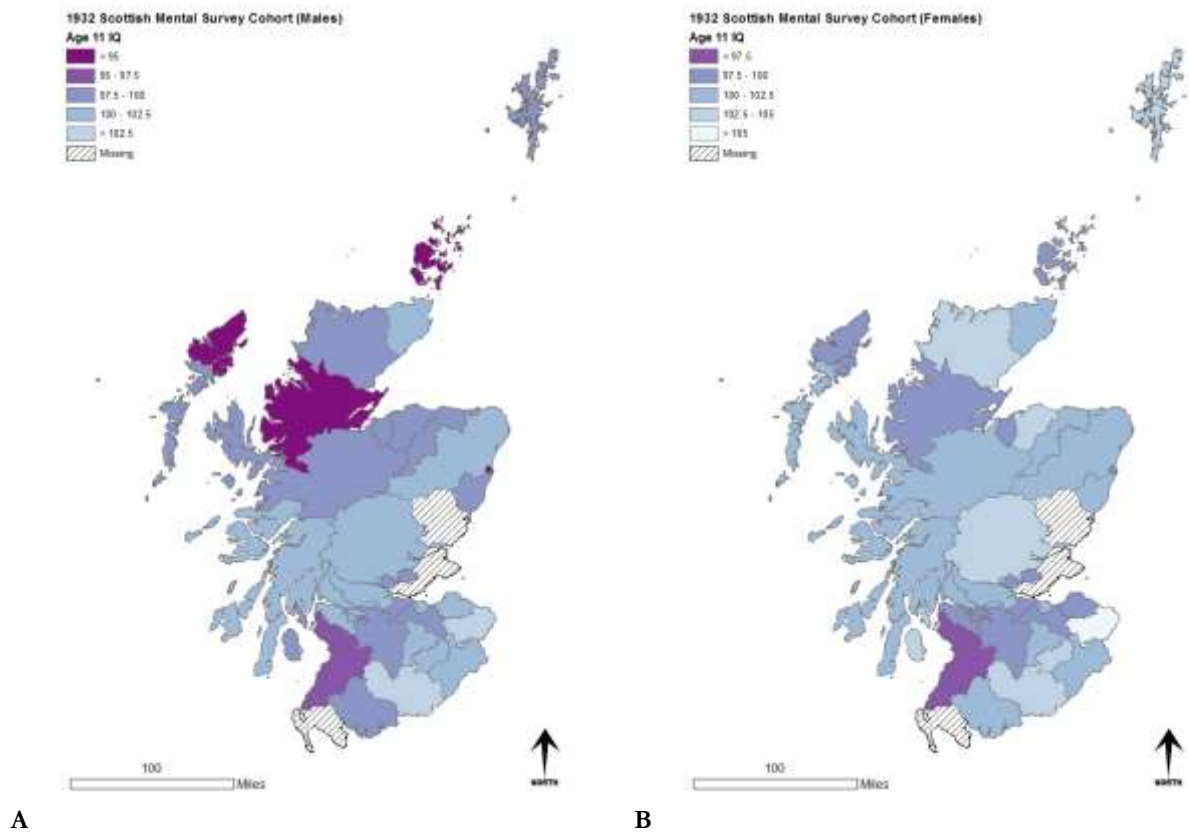 1932 Scottish Mental Survey Cohort (Males)
Age 11 IQ
< 95
95 - 97.5
97.5 - 100
100 - 102.5
> 102.5
Missing
100
Miles
NORTH
A
1932 Scottish Mental Survey Cohort (Females)
Age 11 IQ
< 97.5
97.5 - 100
100 - 102.5
102.5 - 105
> 105
Missing
100
Miles
NORTH
B